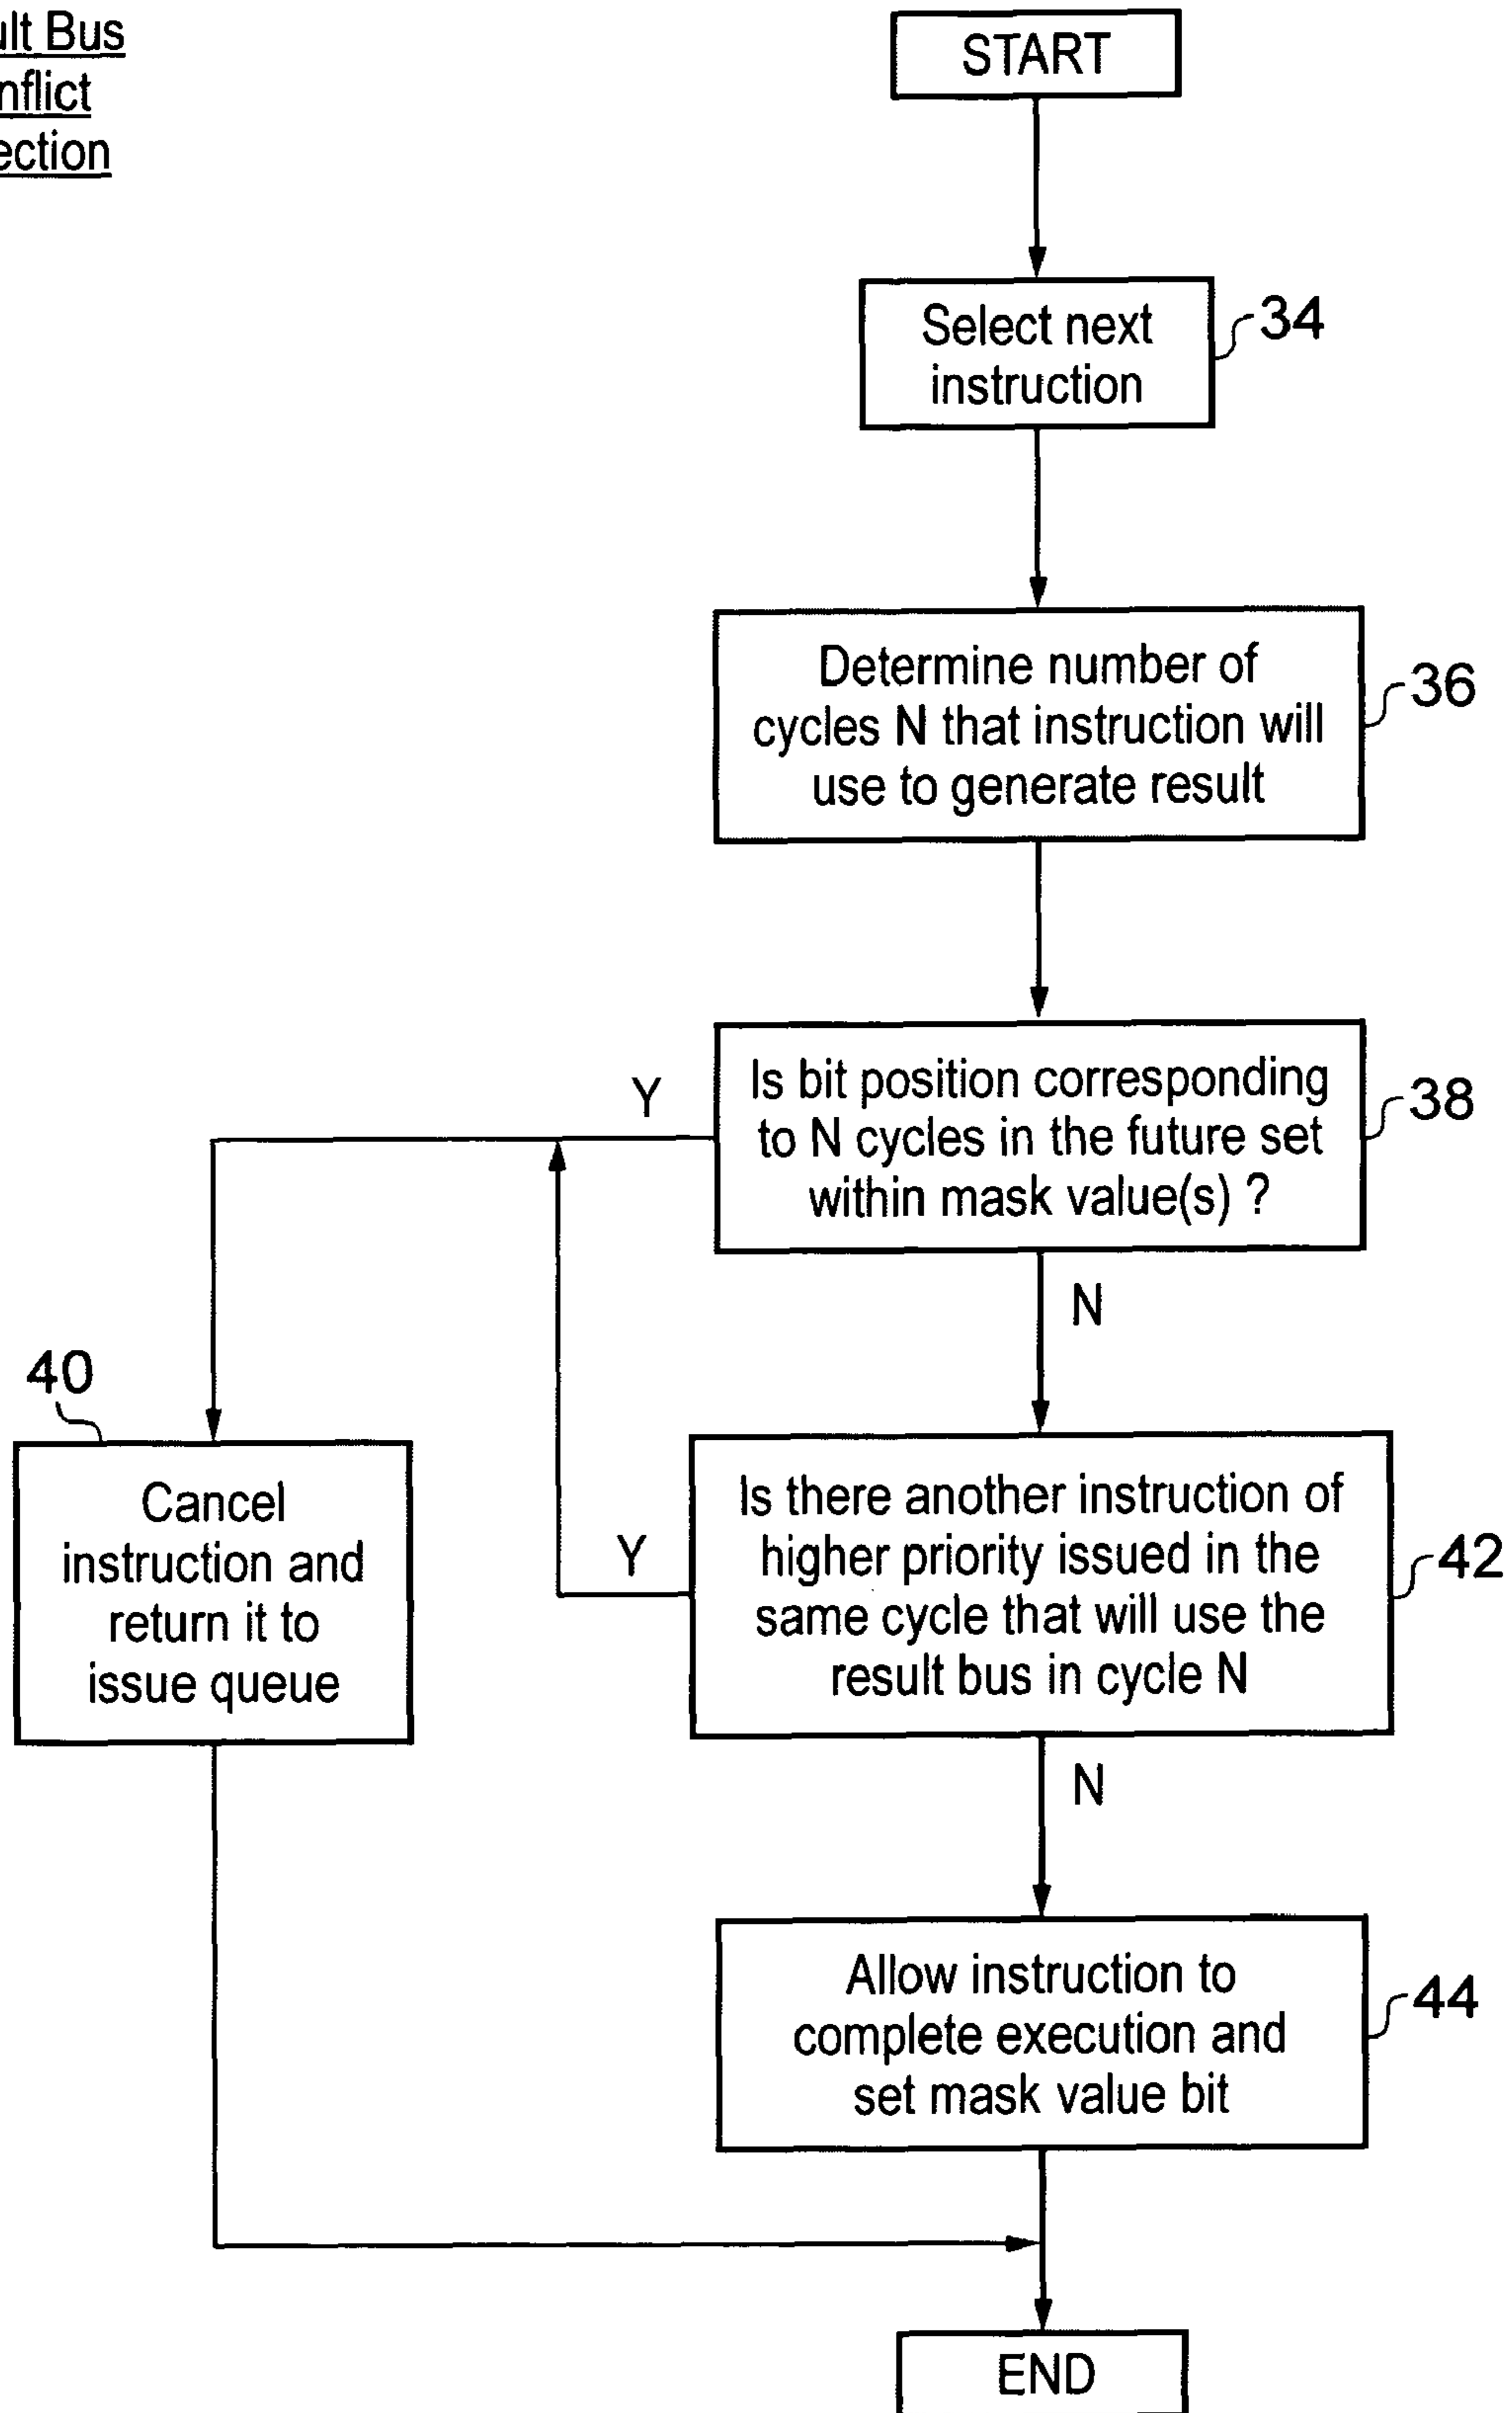 ult Bus
nflict
ection
START
Select next
instruction
34
Determine number of
cycles N that instruction will
use to generate result
36
Is bit position corresponding
to N cycles in the future set
within mask value(s) ?
38
Y
N
40
Cancel
instruction and
return it to
issue queue
Is there another instruction of
higher priority issued in the
same cycle that will use the
result bus in cycle N
42
Y
N
Allow instruction to
complete execution and
set mask value bit
44
END